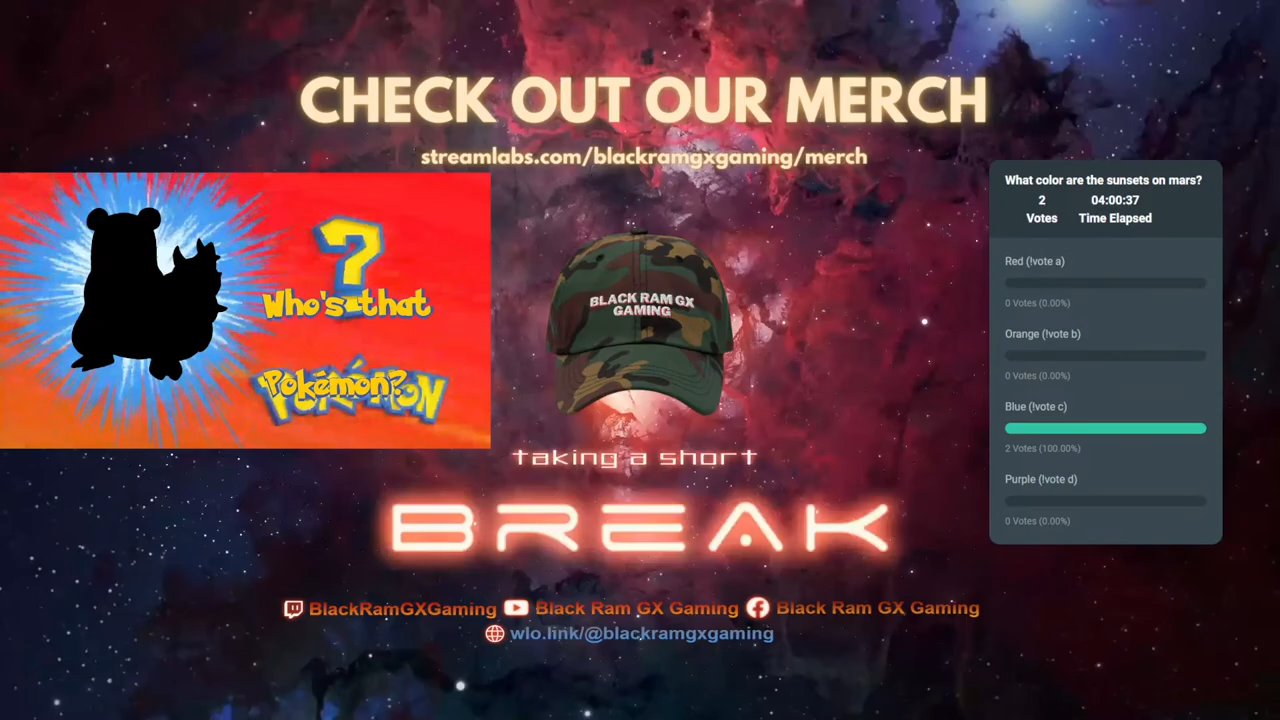 CHECK OUT OUR MERCH
streamlabs.com/blackramgxgaming/merch
?
Who's that
Pokémon?
POKÉMON
BLACK RAM GX
GAMING
taking a short
BREAK
BlackRamGXGaming Black Ram GX Gaming Black Ram GX Gaming
wlo.link/@blackramgxgaming
What color are the sunsets on mars?
2 04:00:37
Votes Time Elapsed
Red (!vote a)
0 Votes (0.00%)
Orange (!vote b)
0 Votes (0.00%)
Blue (!vote c)
2 Votes (100.00%)
Purple (!vote d)
0 Votes (0.00%)